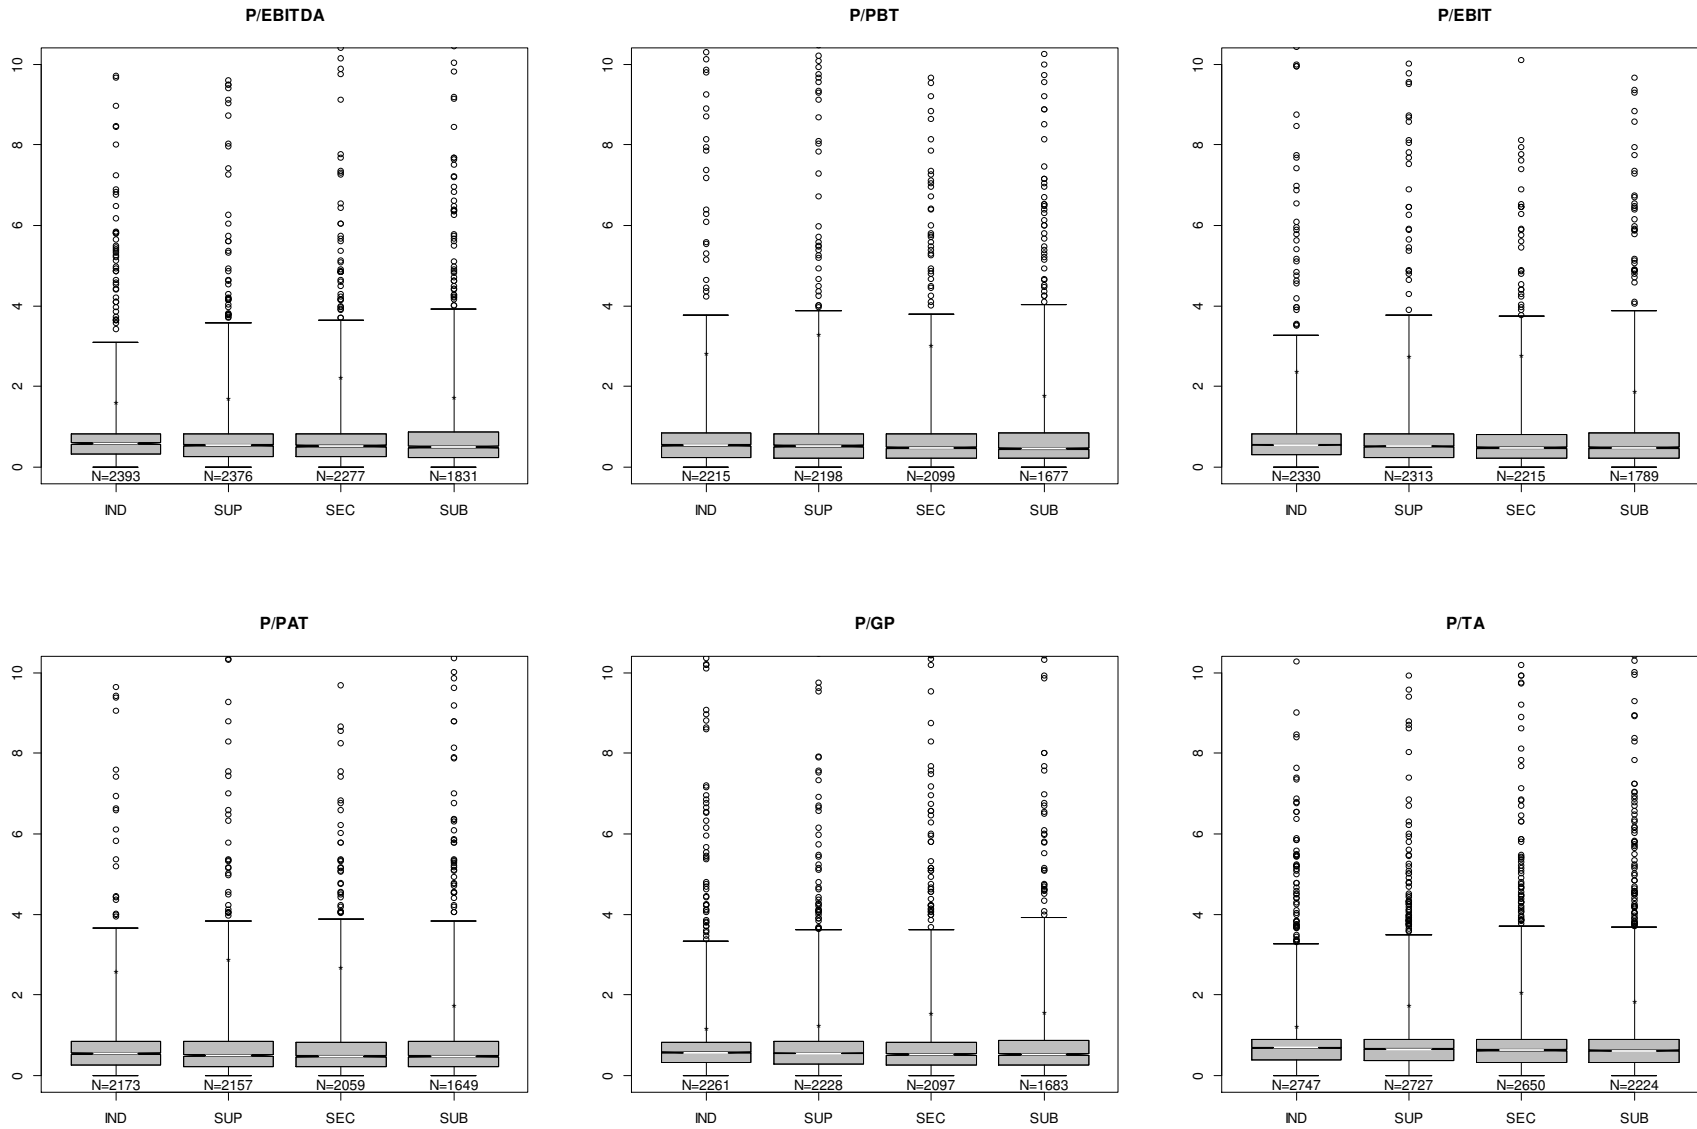 P/EBITDA
10
8
6
4
2
0
N=2393 N=2376 N=2277 N=1831
IND SUP SEC SUB
P/PBT
10
8
6
4
2
0
N=2215 N=2198 N=2099 N=1677
IND SUP SEC SUB
P/EBIT
10
8
6
4
2
0
N=2330 N=2313 N=2215 N=1789
IND SUP SEC SUB
P/PAT
10
8
6
4
2
0
N=2173 N=2157 N=2059 N=1649
IND SUP SEC SUB
P/GP
10
8
6
4
2
0
N=2261 N=2228 N=2097 N=1683
IND SUP SEC SUB
P/TA
10
8
6
4
2
0
N=2747 N=2727 N=2650 N=2224
IND SUP SEC SUB